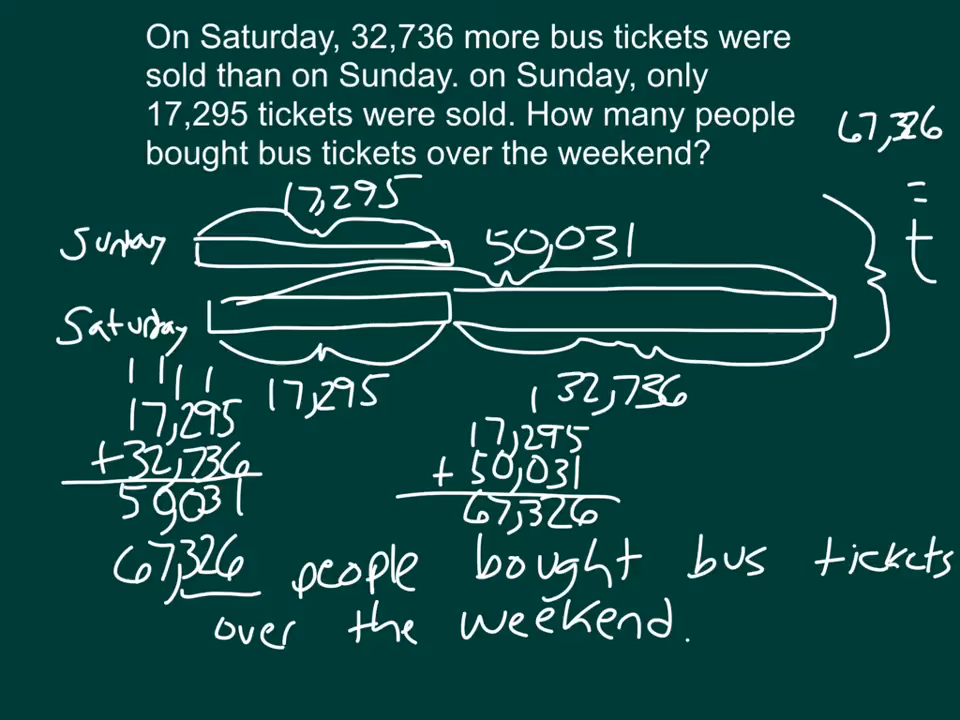 On Saturday, 32,736 more bus tickets were
sold than on Sunday. on Sunday, only
17,295 tickets were sold. How many people
bought bus tickets over the weekend?
67,326
=
t
17,295
Sunday
50,031
Saturday
17,295
32,736
1 1 1 1
17,295
+32,736
50,031
1
17,295
+ 50,031
67,326
67,326 people bought bus tickets
over the weekend.